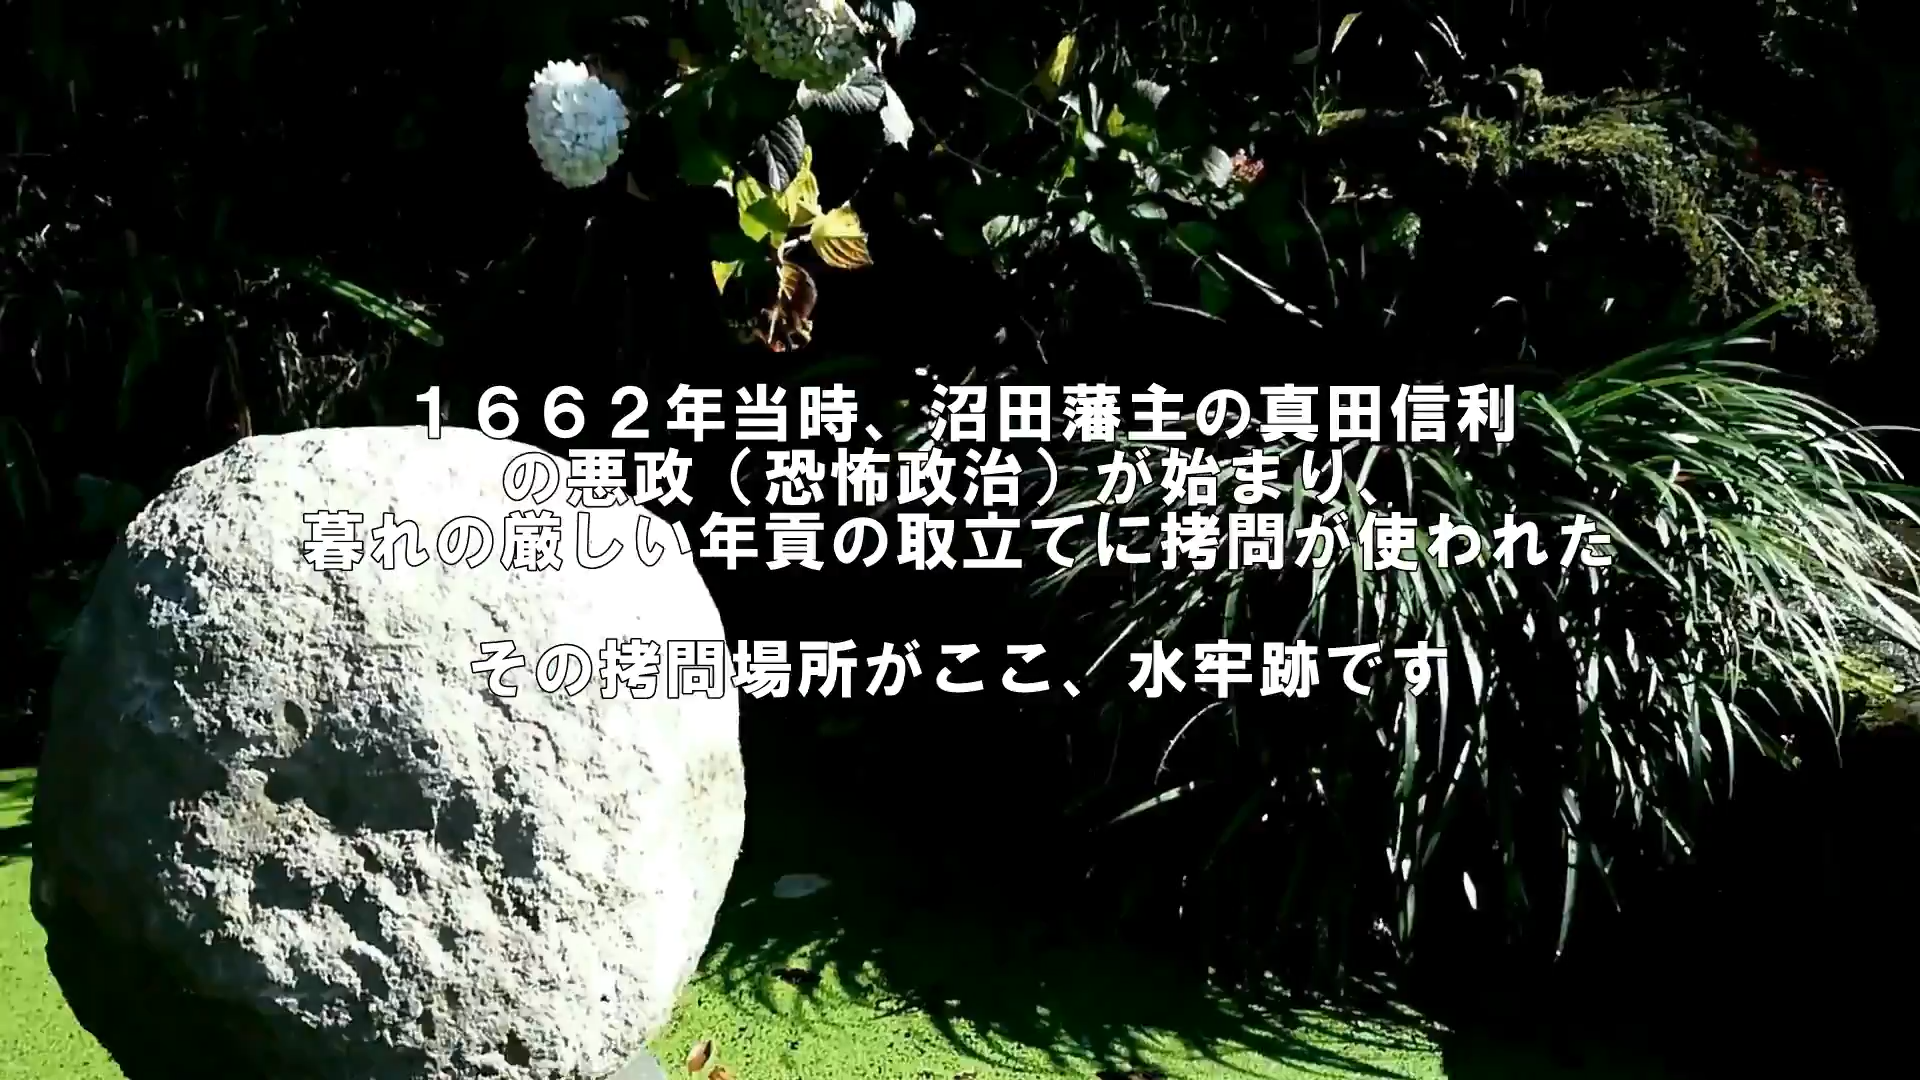 １６６２年当時、沼田藩主の真田信利
の悪政（恐怖政治）が始まり、
暮れの厳しい年貢の取立てに拷問が使われた
その拷問場所がここ、水牢跡です